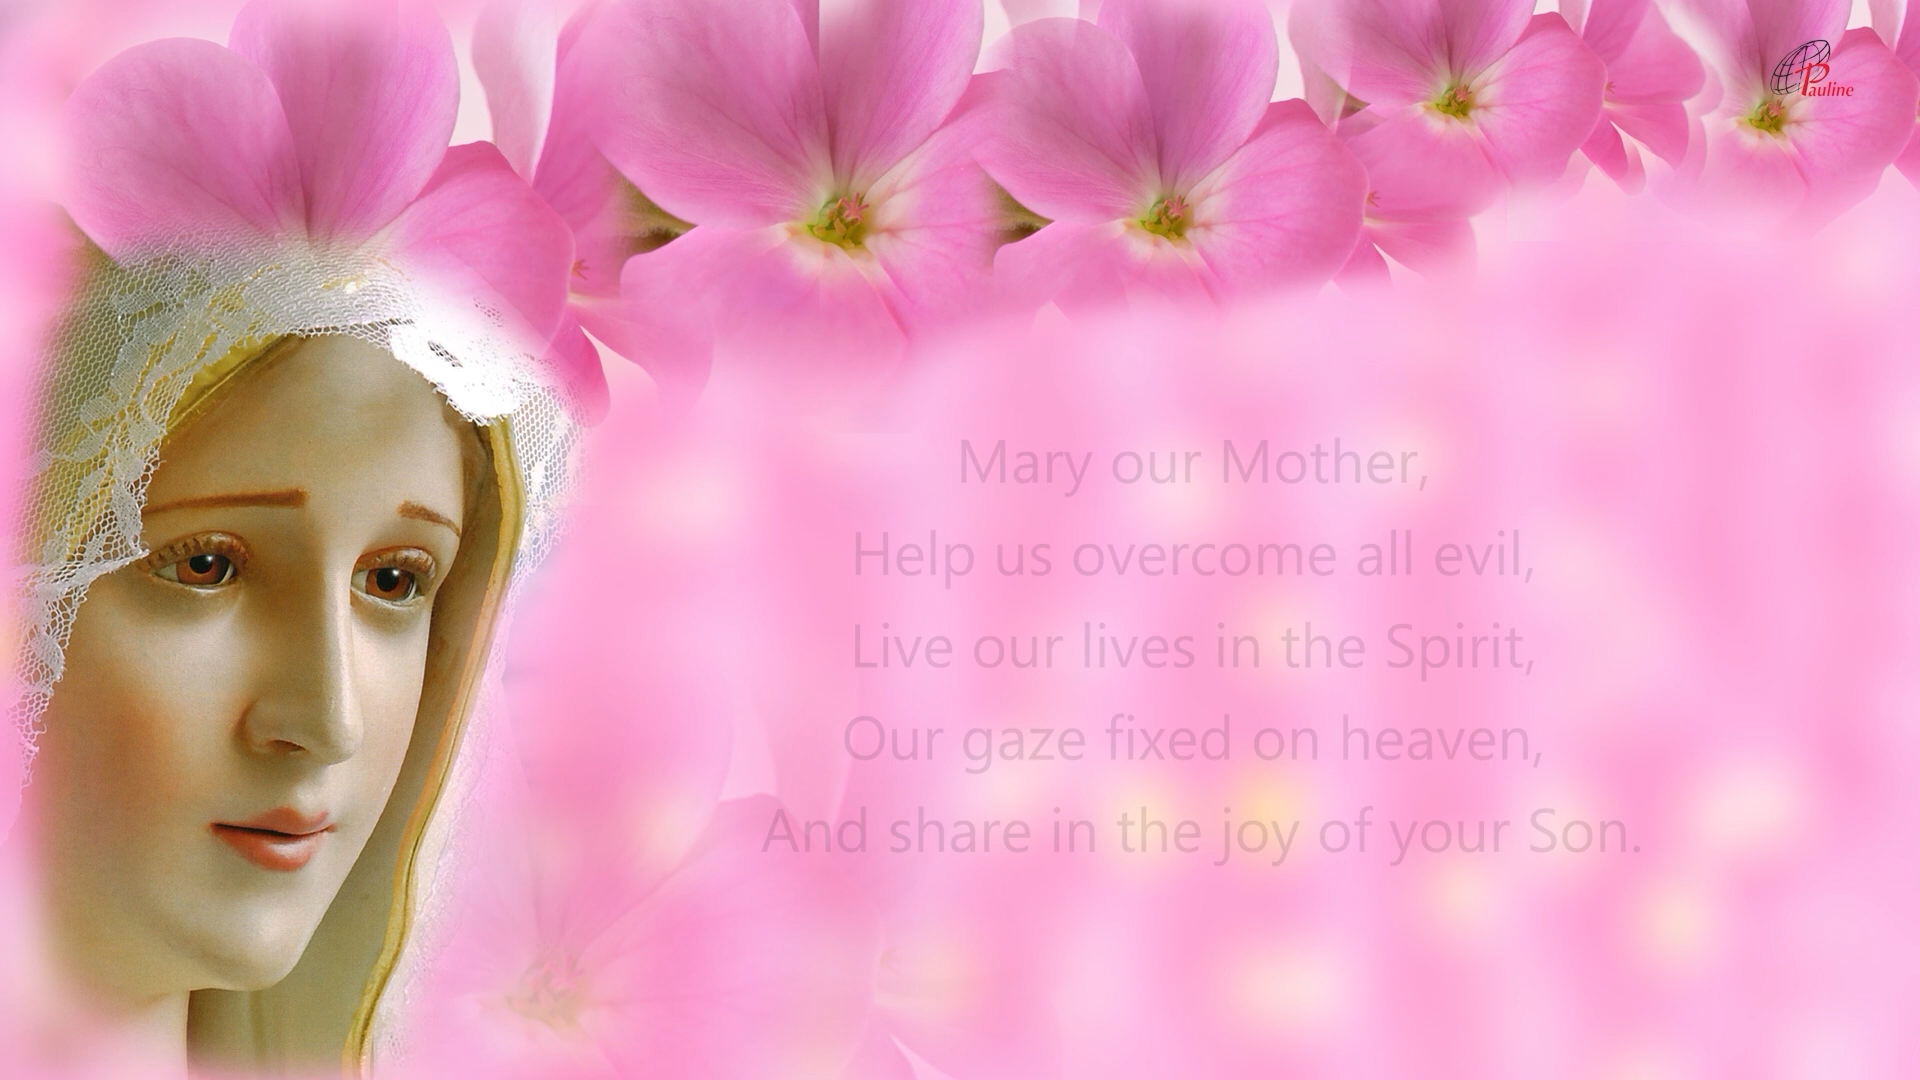 Pauline
Mary our Mother,
Help us overcome all evil,
Live our lives in the Spirit,
Our gaze fixed on heaven,
And share in the joy of your Son.